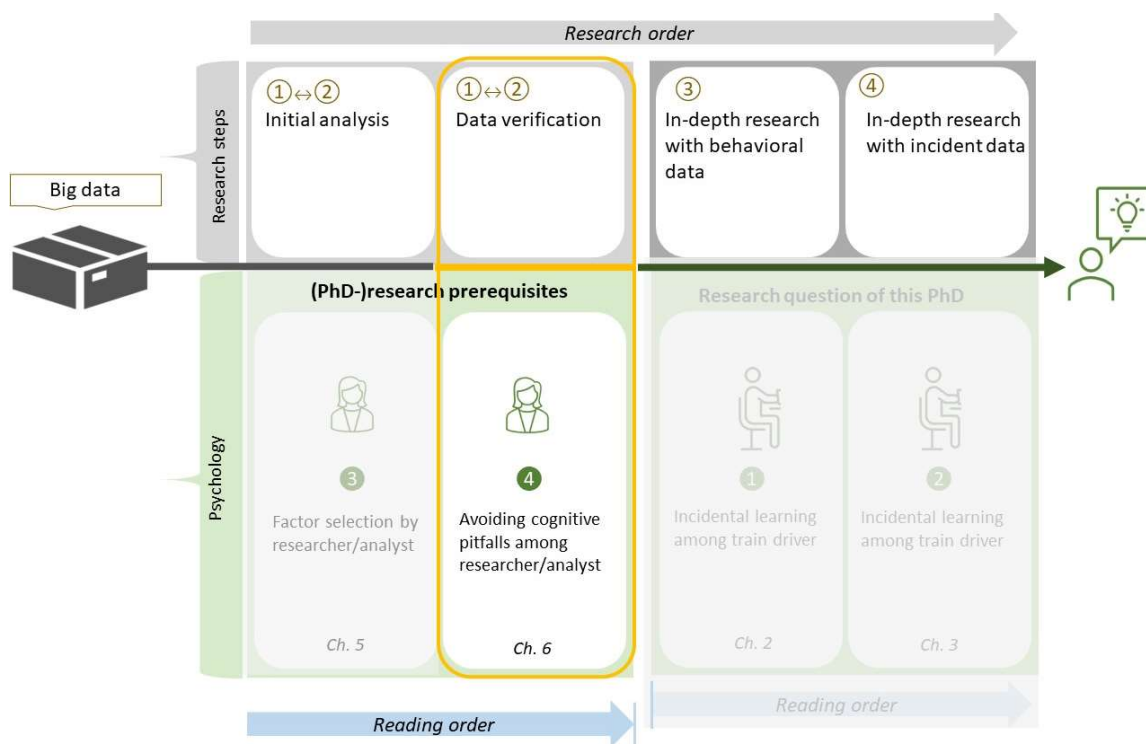 Research order
Research steps
①↔②
Initial analysis
①↔②
Data verification
③
In-depth research
with behavioral
data
④
In-depth research
with incident data
Big data
(PhD-)research prerequisites
Research question of this PhD
Psychology
3
Factor selection by
researcher/analyst
Ch. 5
4
Avoiding cognitive
pitfalls among
researcher/analyst
Ch. 6
1
Incidental learning
among train driver
Ch. 2
2
Incidental learning
among train driver
Ch. 3
Reading order
Reading order